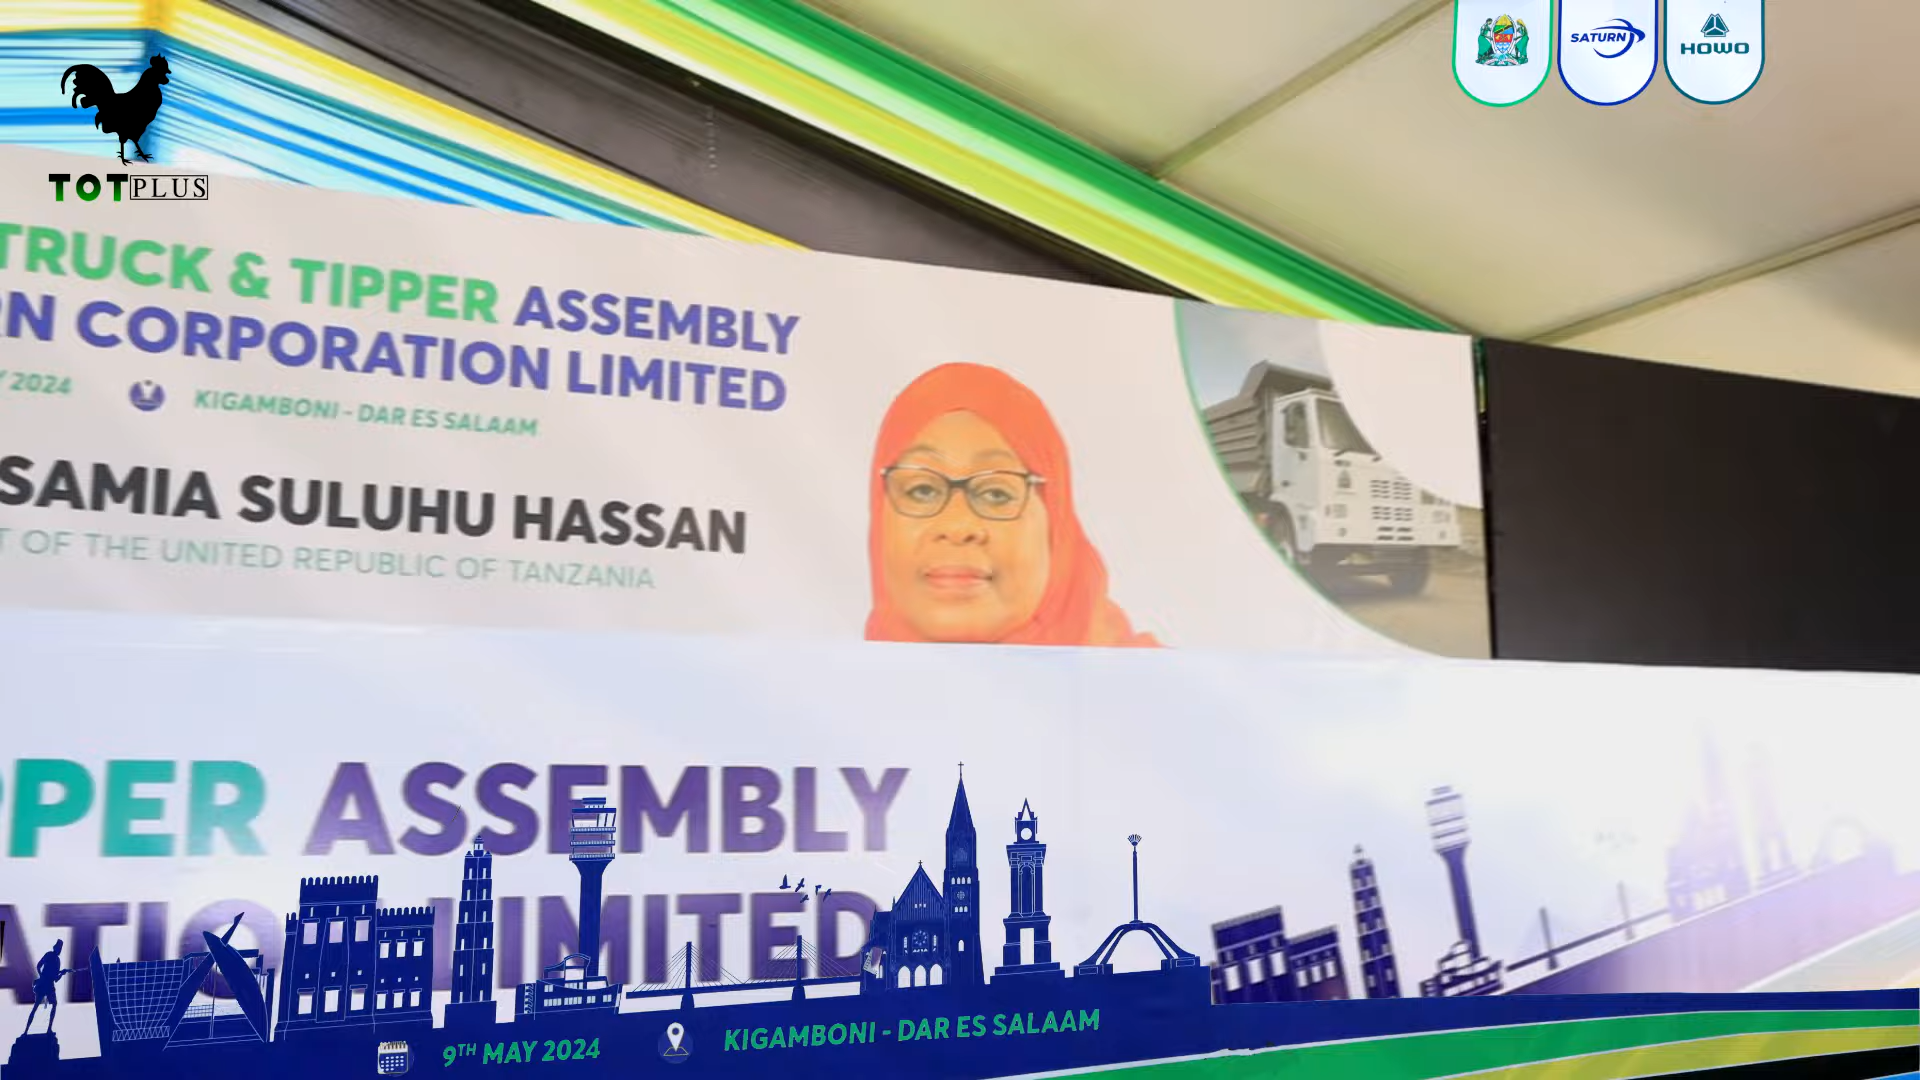 TOT PLUS
SATURN
HOWO
TRUCK & TIPPER ASSEMBLY
RN CORPORATION LIMITED
Y 2024 KIGAMBONI - DAR ES SALAAM
SAMIA SULUHU HASSAN
T OF THE UNITED REPUBLIC OF TANZANIA
PPER ASSEMBLY
ATIO LIMITED
9TH MAY 2024 KIGAMBONI - DAR ES SALAAM